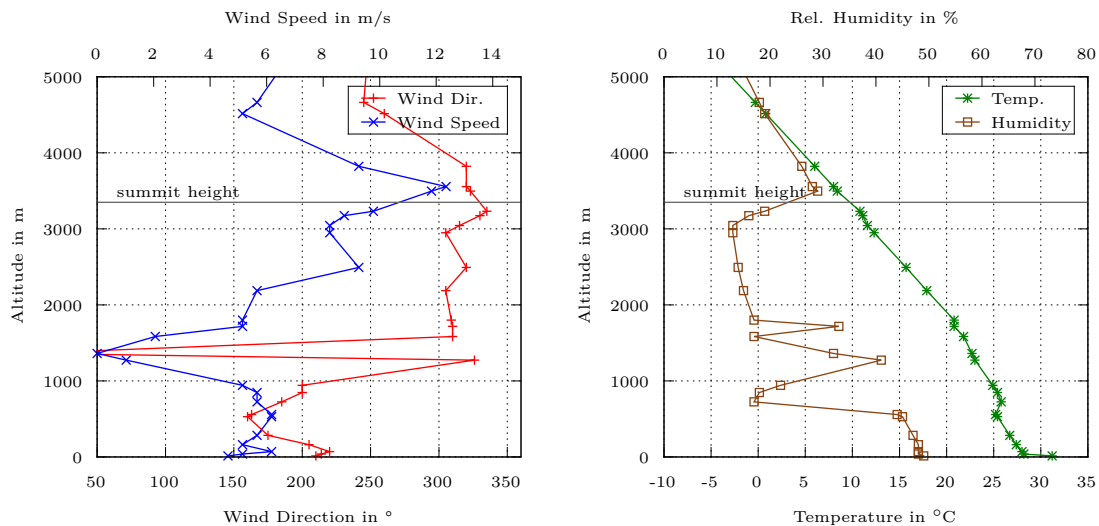 Wind Speed in m/s
0 2 4 6 8 10 12 14
5000
4000
3000
2000
1000
0
Altitude in m
Wind Dir.
Wind Speed
summit height
50 100 150 200 250 300 350
Wind Direction in °
Rel. Humidity in %
10 10 20 30 40 50 60 70 80
5000
4000
3000
2000
1000
0
Altitude in m
Temp.
Humidity
summit height
-10 -5 0 5 10 15 20 25 30 35
Temperature in °C